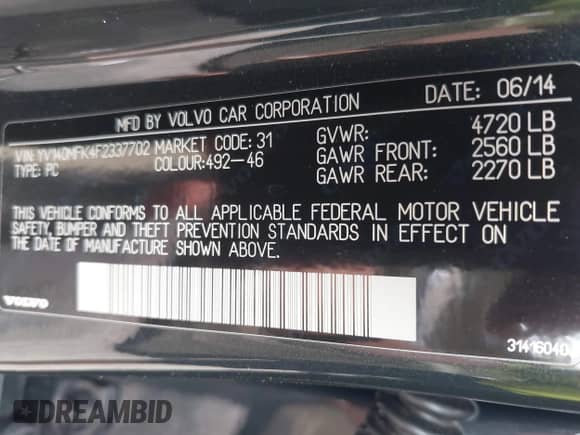 MFD BY VOLVO CAR CORPORATION DATE: 06/14
VIN: YV140MFK4F2337702 MARKET CODE: 31 GVWR: 4720 LB
TYPE: PC COLOUR:492-46 GAWR FRONT: 2560 LB
GAWR REAR: 2270 LB
THIS VEHICLE CONFORMS TO ALL APPLICABLE FEDERAL MOTOR VEHICLE
SAFETY, BUMPER AND THEFT PREVENTION STANDARDS IN EFFECT ON
THE DATE OF MANUFACTURE SHOWN ABOVE.
VOLVO
31416040
DREAMBID